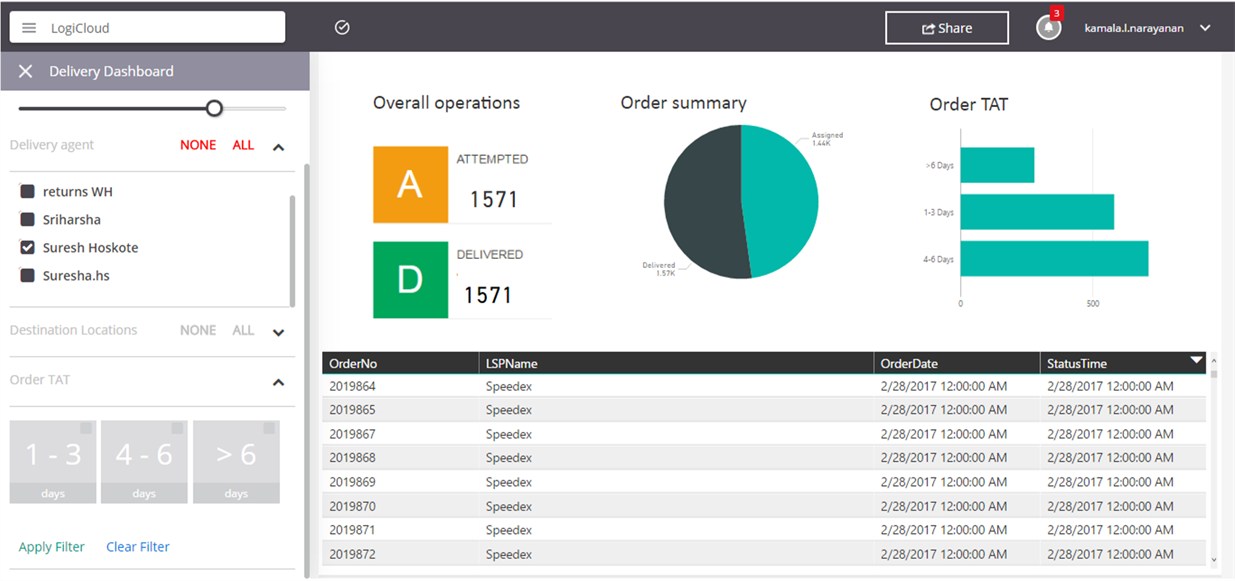 LogiCloud
Share
3
kamala.l.narayanan
Delivery Dashboard
Delivery agent NONE ALL
returns WH
Sriharsha
Suresh Hoskote
Suresha.hs
Destination Locations NONE ALL
Order TAT
1 - 3 4 - 6 > 6
days days days
Apply Filter Clear Filter
Overall operations
A
ATTEMPTED
1571
D
DELIVERED
1571
Order summary
Assigned
1.44K
Delivered
1.57K
Order TAT
>6 Days
1-3 Days
4-6 Days
0 500
OrderNo LSPName OrderDate StatusTime
2019864 Speedex 2/28/2017 12:00:00 AM 2/28/2017 12:00:00 AM
2019865 Speedex 2/28/2017 12:00:00 AM 2/28/2017 12:00:00 AM
2019867 Speedex 2/28/2017 12:00:00 AM 2/28/2017 12:00:00 AM
2019868 Speedex 2/28/2017 12:00:00 AM 2/28/2017 12:00:00 AM
2019869 Speedex 2/28/2017 12:00:00 AM 2/28/2017 12:00:00 AM
2019870 Speedex 2/28/2017 12:00:00 AM 2/28/2017 12:00:00 AM
2019871 Speedex 2/28/2017 12:00:00 AM 2/28/2017 12:00:00 AM
2019872 Speedex 2/28/2017 12:00:00 AM 2/28/2017 12:00:00 AM